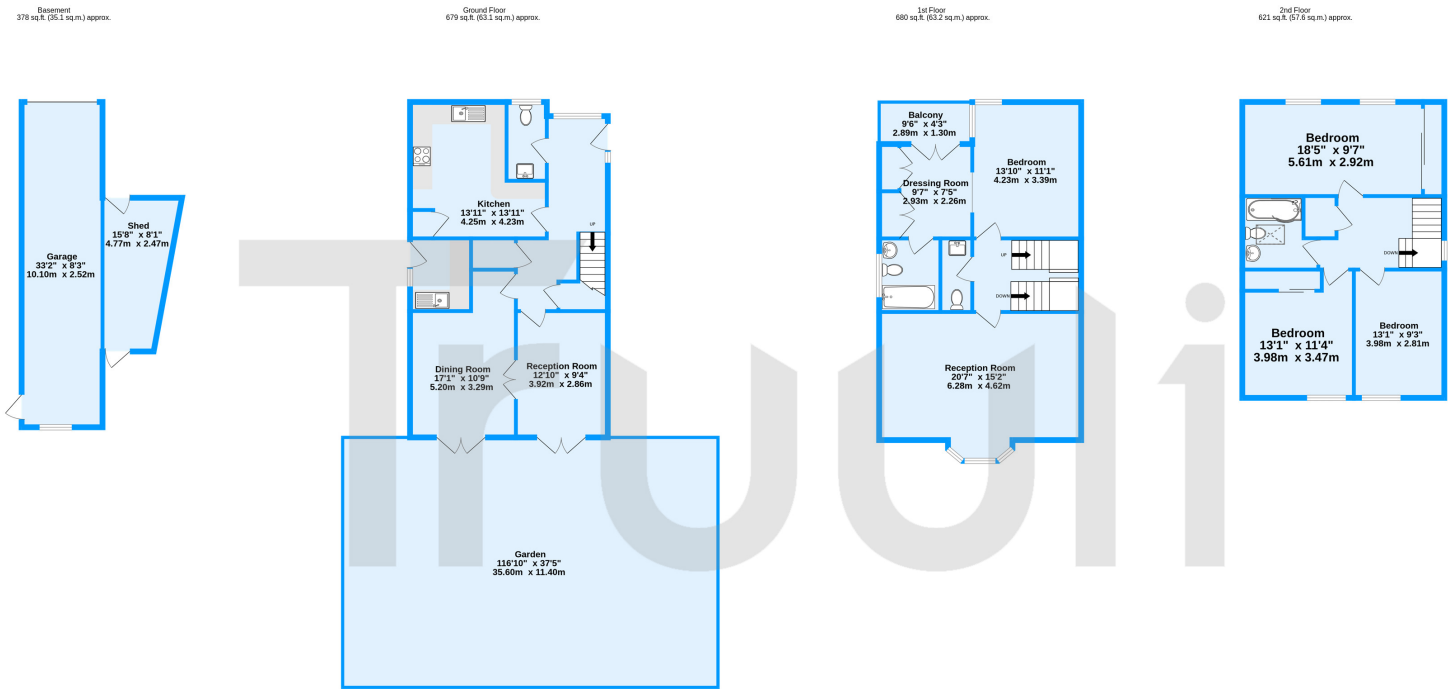 Basement
378 sq.ft. (35.1 sq.m.) approx.
Ground Floor
679 sq.ft. (63.1 sq.m.) approx.
1st Floor
680 sq.ft. (63.2 sq.m.) approx.
2nd Floor
621 sq.ft. (57.6 sq.m.) approx.
Garage
33'2" x 8'3"
10.10m x 2.52m
Shed
15'8" x 8'1"
4.77m x 2.47m
Kitchen
13'11" x 13'11"
4.25m x 4.23m
UP
Dining Room
17'1" x 10'9"
5.20m x 3.29m
Reception Room
12'10" x 9'4"
3.92m x 2.86m
Garden
116'10" x 37'5"
35.60m x 11.40m
Balcony
9'6" x 4'3"
2.89m x 1.30m
Bedroom
13'10" x 11'1"
4.23m x 3.39m
Dressing Room
9'7" x 7'5"
2.93m x 2.26m
UP
DOWN
Reception Room
20'7" x 15'2"
6.28m x 4.62m
Bedroom
18'5" x 9'7"
5.61m x 2.92m
DOWN
Bedroom
13'1" x 11'4"
3.98m x 3.47m
Bedroom
13'1" x 9'3"
3.98m x 2.81m
Truuli